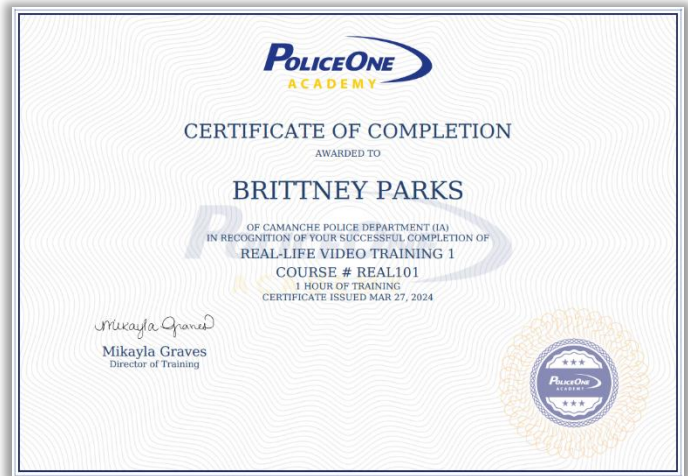 POLICEONE
ACADEMY
CERTIFICATE OF COMPLETION
AWARDED TO
BRITTNEY PARKS
OF CAMANCHE POLICE DEPARTMENT (IA)
IN RECOGNITION OF YOUR SUCCESSFUL COMPLETION OF
REAL-LIFE VIDEO TRAINING 1
COURSE # REAL101
1 HOUR OF TRAINING
CERTIFICATE ISSUED MAR 27, 2024
Mikayla Graves
Mikayla Graves
Director of Training
POLICEONE
ACADEMY